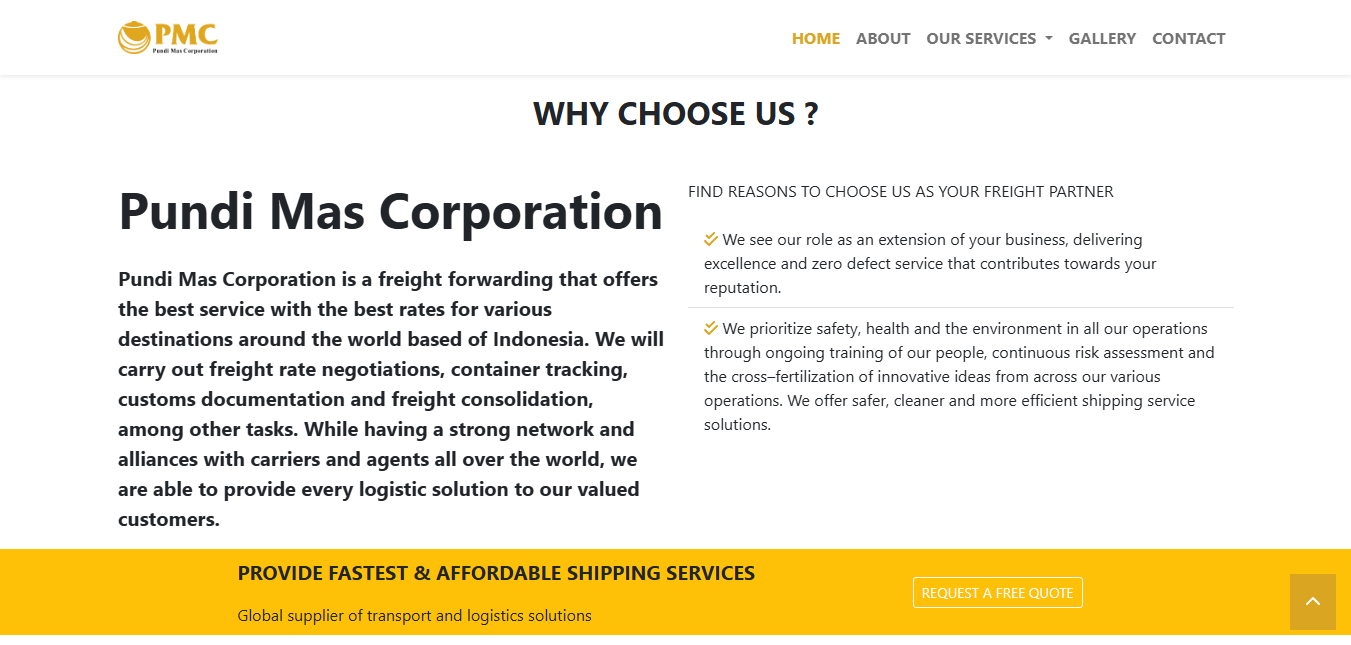 PMC
Pundi Mas Corporation
HOME ABOUT OUR SERVICES GALLERY CONTACT
WHY CHOOSE US ?
Pundi Mas Corporation
Pundi Mas Corporation is a freight forwarding that offers
the best service with the best rates for various
destinations around the world based of Indonesia. We will
carry out freight rate negotiations, container tracking,
customs documentation and freight consolidation,
among other tasks. While having a strong network and
alliances with carriers and agents all over the world, we
are able to provide every logistic solution to our valued
customers.
FIND REASONS TO CHOOSE US AS YOUR FREIGHT PARTNER
We see our role as an extension of your business, delivering
excellence and zero defect service that contributes towards your
reputation.
We prioritize safety, health and the environment in all our operations
through ongoing training of our people, continuous risk assessment and
the cross–fertilization of innovative ideas from across our various
operations. We offer safer, cleaner and more efficient shipping service
solutions.
PROVIDE FASTEST & AFFORDABLE SHIPPING SERVICES
Global supplier of transport and logistics solutions
REQUEST A FREE QUOTE